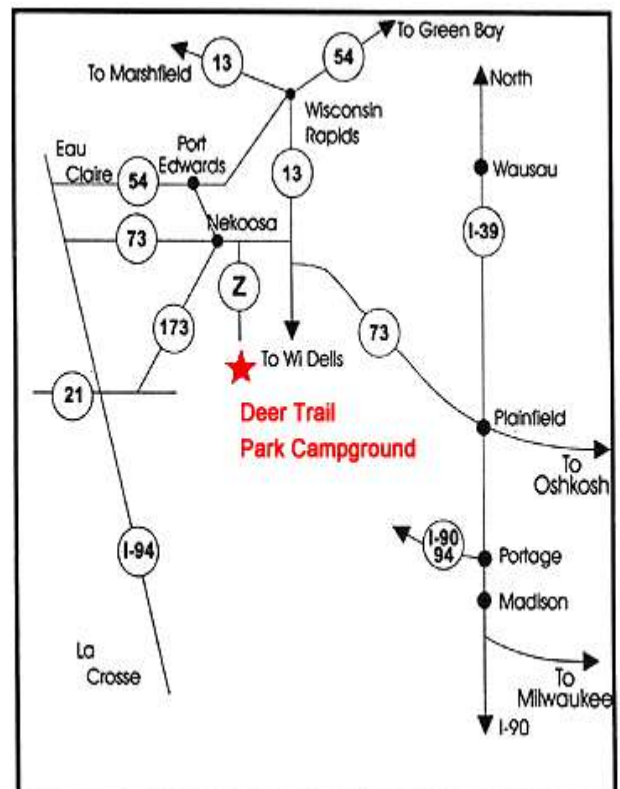 To Green Bay
54
13
To Marshfield
North
Wisconsin
Rapids
Port
Edwards
Eau
Claire
54
13
Wausau
Nekoosa
73
I-39
Z
173
73
To Wi Dells
21
Deer Trail
Park Campground
Plainfield
To
Oshkosh
I-94
I-90
94
Portage
Madison
La
Crosse
To
Milwaukee
I-90